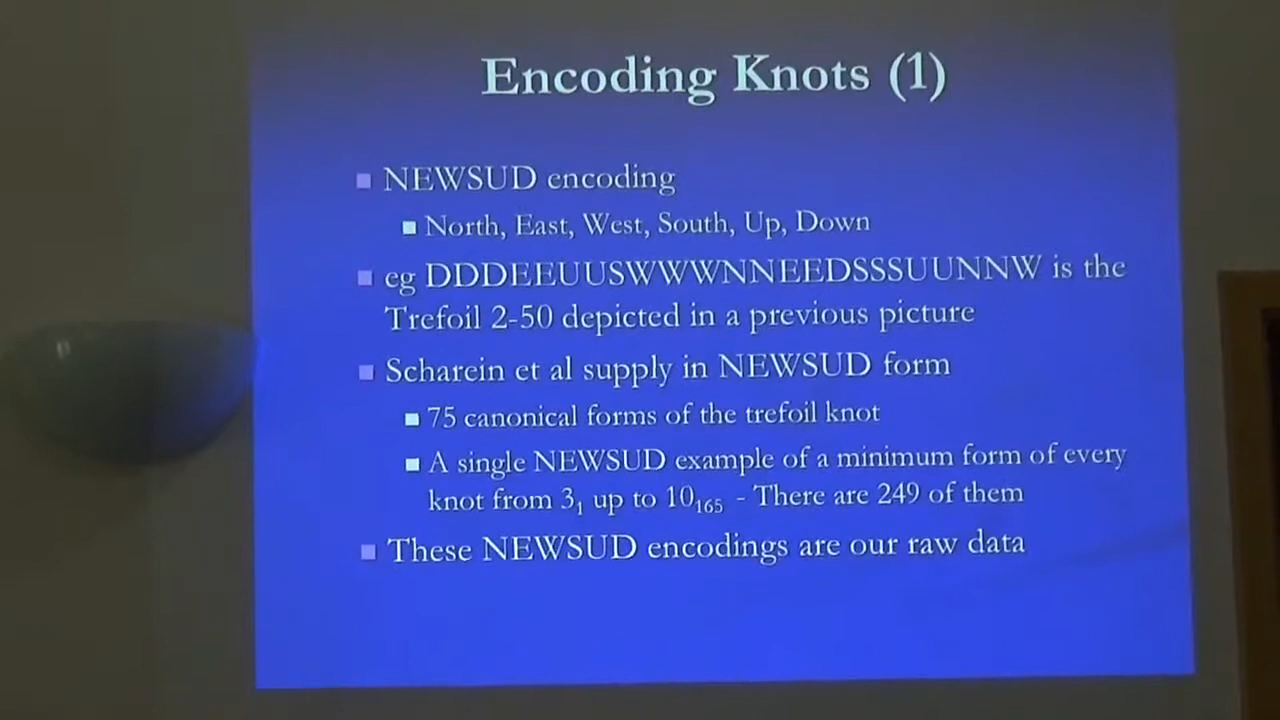 Encoding Knots (1)
NEWSUD encoding
North, East, West, South, Up, Down
eg DDDEEUUSWWWNNEEDSSSUUNNW is the
Trefoil 2-50 depicted in a previous picture
Scharein et al supply in NEWSUD form
75 canonical forms of the trefoil knot
A single NEWSUD example of a minimum form of every
knot from 3₁ up to 10₁₆₅ - There are 249 of them
These NEWSUD encodings are our raw data